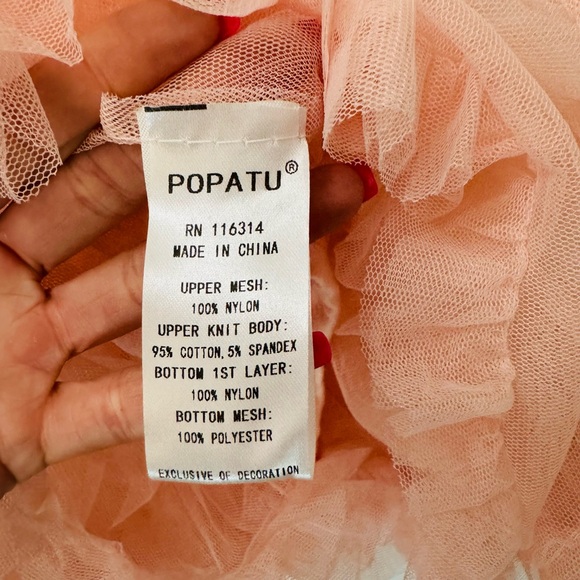 POPATU®
RN 116314
MADE IN CHINA
UPPER MESH:
100% NYLON
UPPER KNIT BODY:
95% COTTON, 5% SPANDEX
BOTTOM 1ST LAYER:
100% NYLON
BOTTOM MESH:
100% POLYESTER
EXCLUSIVE OF DECORATION